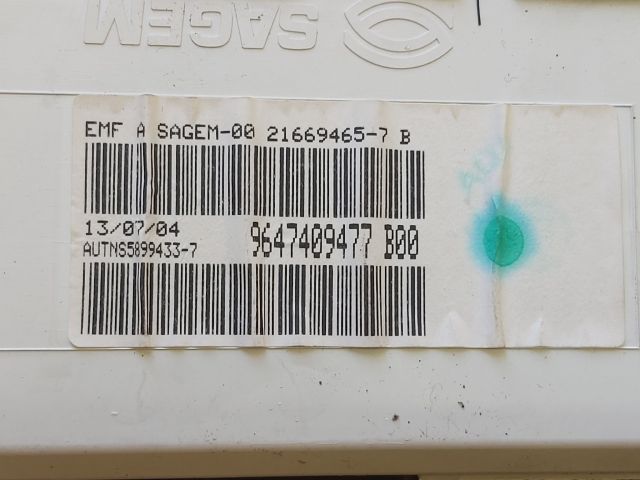 SAGEM
EMF A SAGEM-00 21669465-7 B
13/07/04
AUTNS5899433-7
9647409477 B00